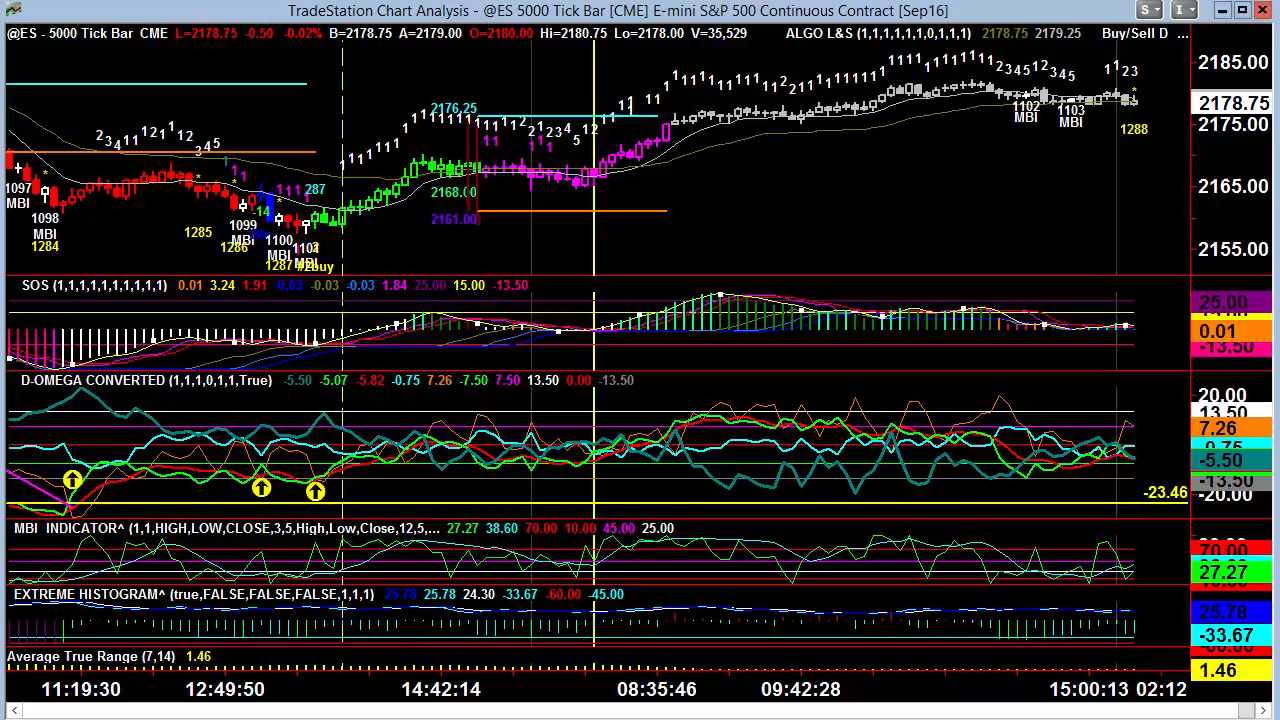 TradeStation Chart Analysis - @ES 5000 Tick Bar [CME] E-mini S&P 500 Continuous Contract [Sep16]
@ES - 5000 Tick Bar CME L=2178.75 -0.50 -0.02% B=2178.75 A=2179.00 O=2180.00 Hi=2180.75 Lo=2178.00 V=35,529 ALGO L&S (1,1,1,1,1,1,0,1,1,1) 2178.75 2179.25 Buy/Sell D ...
2185.00
2178.75
2175.00
2165.00
2155.00
2176.25
2168.00
2161.00
1097 MBI
1098 MBI
1284
1285
1099 MBI
1286
287
-14
1100 MBI
1287
1101 MBI
#2buy
1102 MBI
1103 MBI
1288
SOS (1,1,1,1,1,1,1,1,1,1,1) 0.01 3.24 1.91 -0.03 -0.03 -0.03 1.84 25.00 15.00 -13.50
25.00
0.01
-13.50
D-OMEGA CONVERTED (1,1,1,0,1,1,True) -5.50 -5.07 -5.82 -0.75 7.26 -7.50 7.50 13.50 0.00 -13.50
20.00
13.50
7.26
-0.75
-5.50
-13.50
-20.00
-23.46
MBI INDICATOR^ (1,1,HIGH,LOW,CLOSE,3,5,High,Low,Close,12,5,... 27.27 38.60 70.00 10.00 45.00 25.00
70.00
27.27
EXTREME HISTOGRAM^ (true,FALSE,FALSE,FALSE,1,1,1) 25.78 25.78 24.30 -33.67 -60.00 -45.00
25.78
-33.67
Average True Range (7,14) 1.46
1.46
11:19:30 12:49:50 14:42:14 08:35:46 09:42:28 15:00:13 02:12